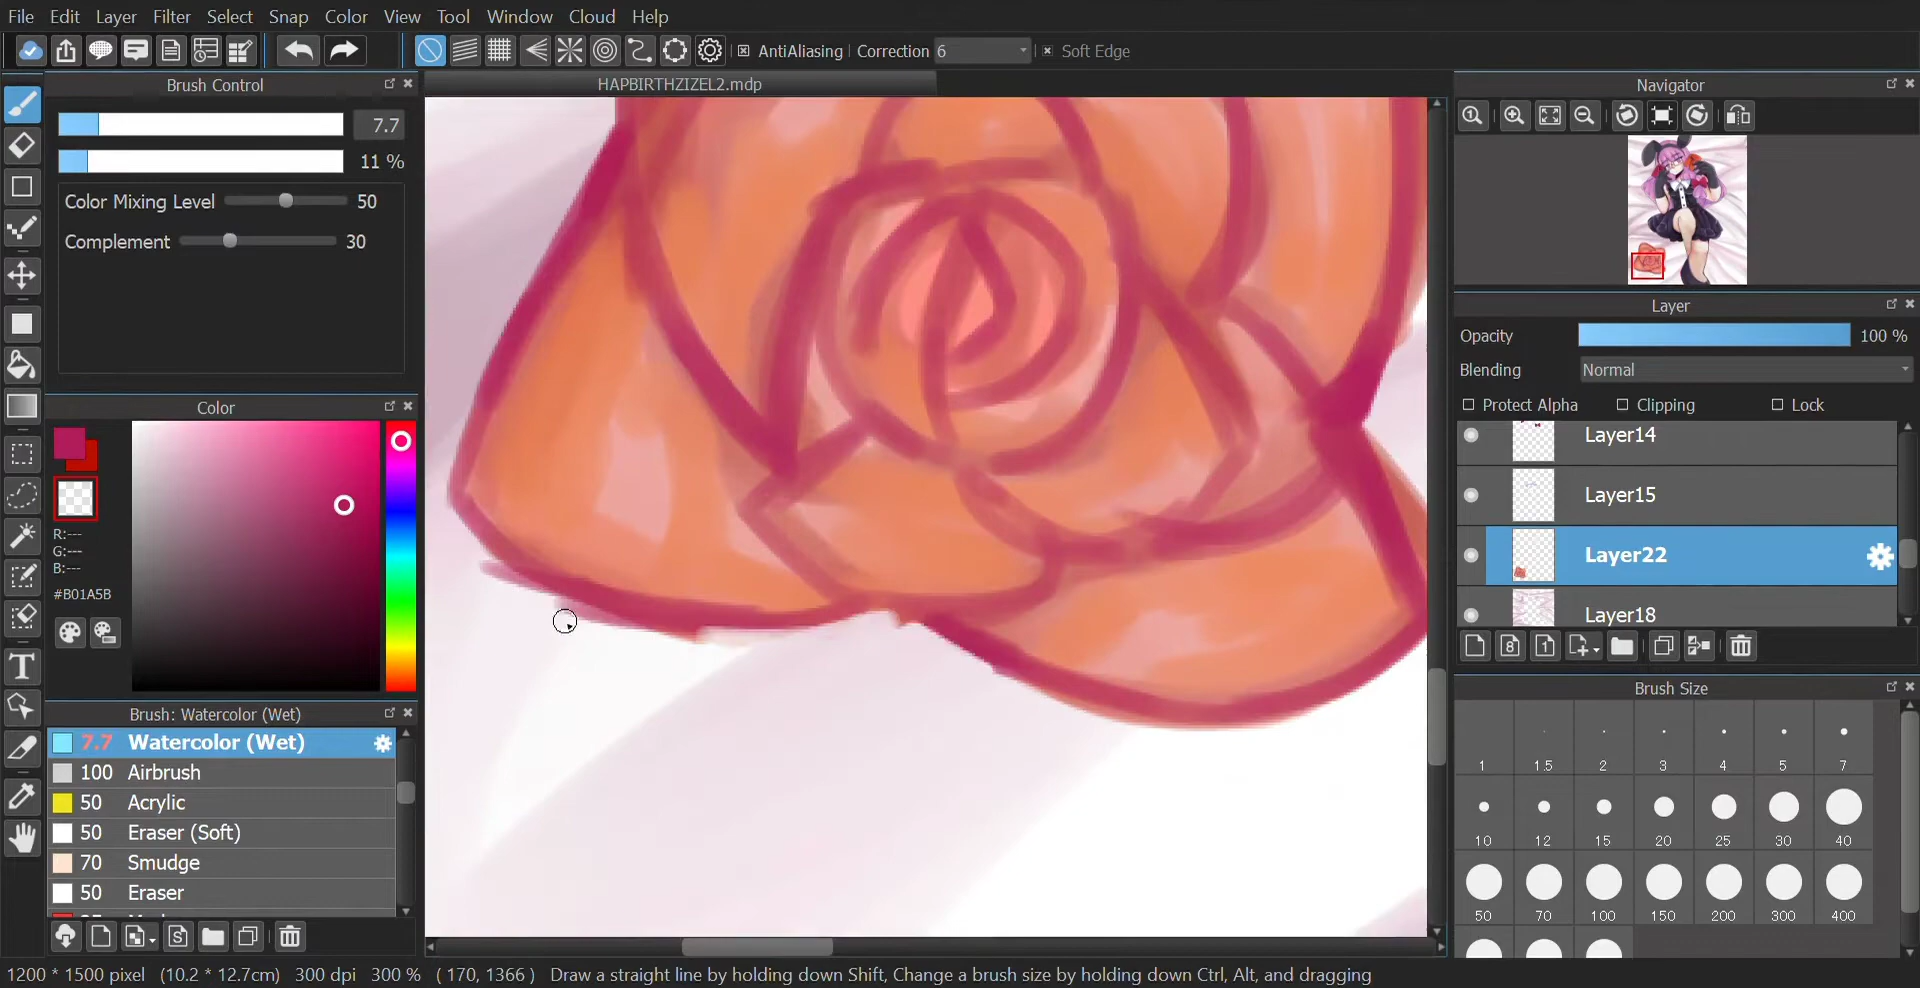 File Edit Layer Filter Select Snap Color View Tool Window Cloud Help
AntiAliasing Correction 6 Soft Edge
Brush Control
7.7
11 %
Color Mixing Level 50
Complement 30
Color
R:---
G:---
B:---
#B01A5B
Brush: Watercolor (Wet)
7.7 Watercolor (Wet)
100 Airbrush
50 Acrylic
50 Eraser (Soft)
70 Smudge
50 Eraser
HAPBIRTHZIZEL2.mdp
Navigator
Layer
Opacity 100 %
Blending Normal
Protect Alpha Clipping Lock
Layer14
Layer15
Layer22
Layer18
8 1
Brush Size
1 1.5 2 3 4 5 7
10 12 15 20 25 30 40
50 70 100 150 200 300 400
1200 * 1500 pixel (10.2 * 12.7cm) 300 dpi 300 % ( 170, 1366 ) Draw a straight line by holding down Shift, Change a brush size by holding down Ctrl, Alt, and dragging